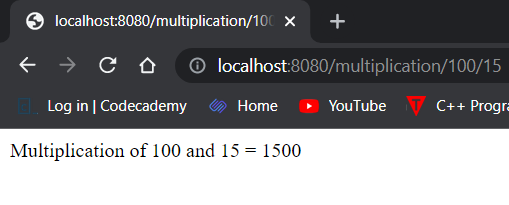 localhost:8080/multiplication/10
localhost:8080/multiplication/100/15
Log in | Codecademy Home YouTube C++ Progr
Multiplication of 100 and 15 = 1500